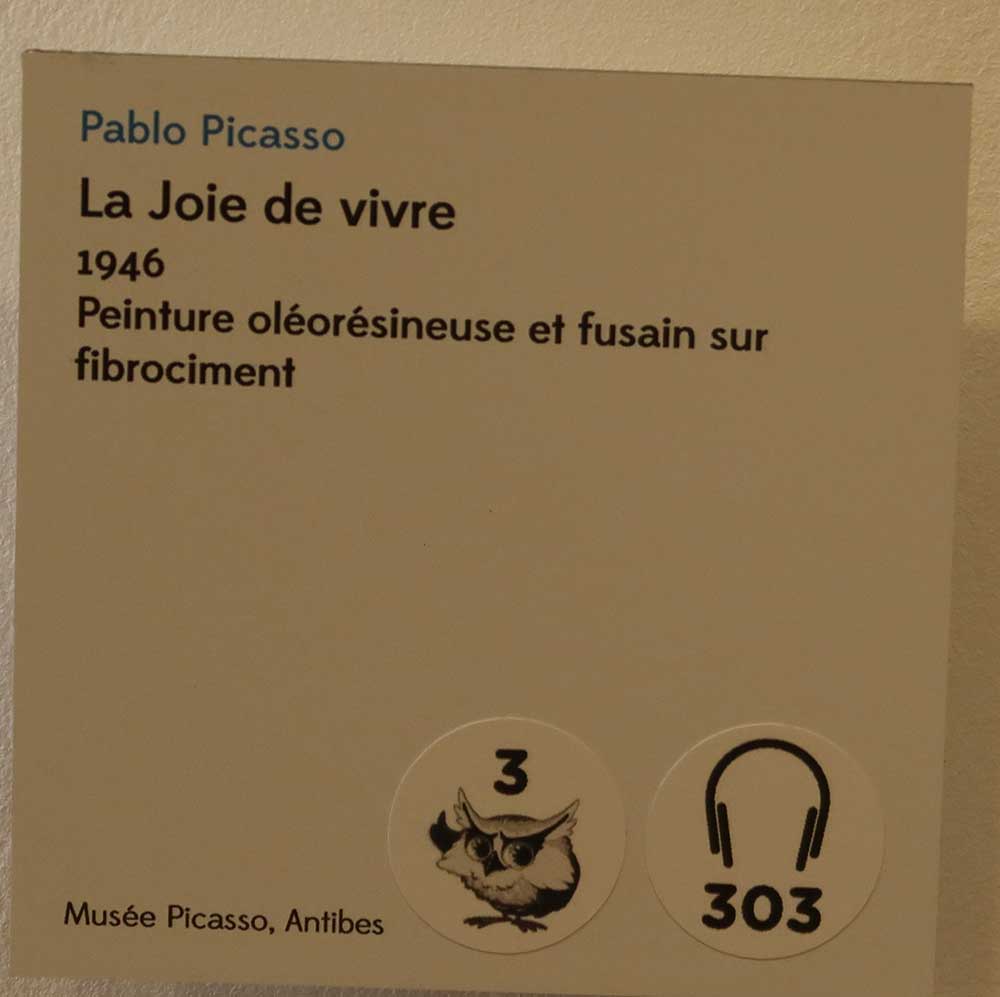 Pablo Picasso
La Joie de vivre
1946
Peinture oléorésineuse et fusain sur
fibrociment
3
303
Musée Picasso, Antibes